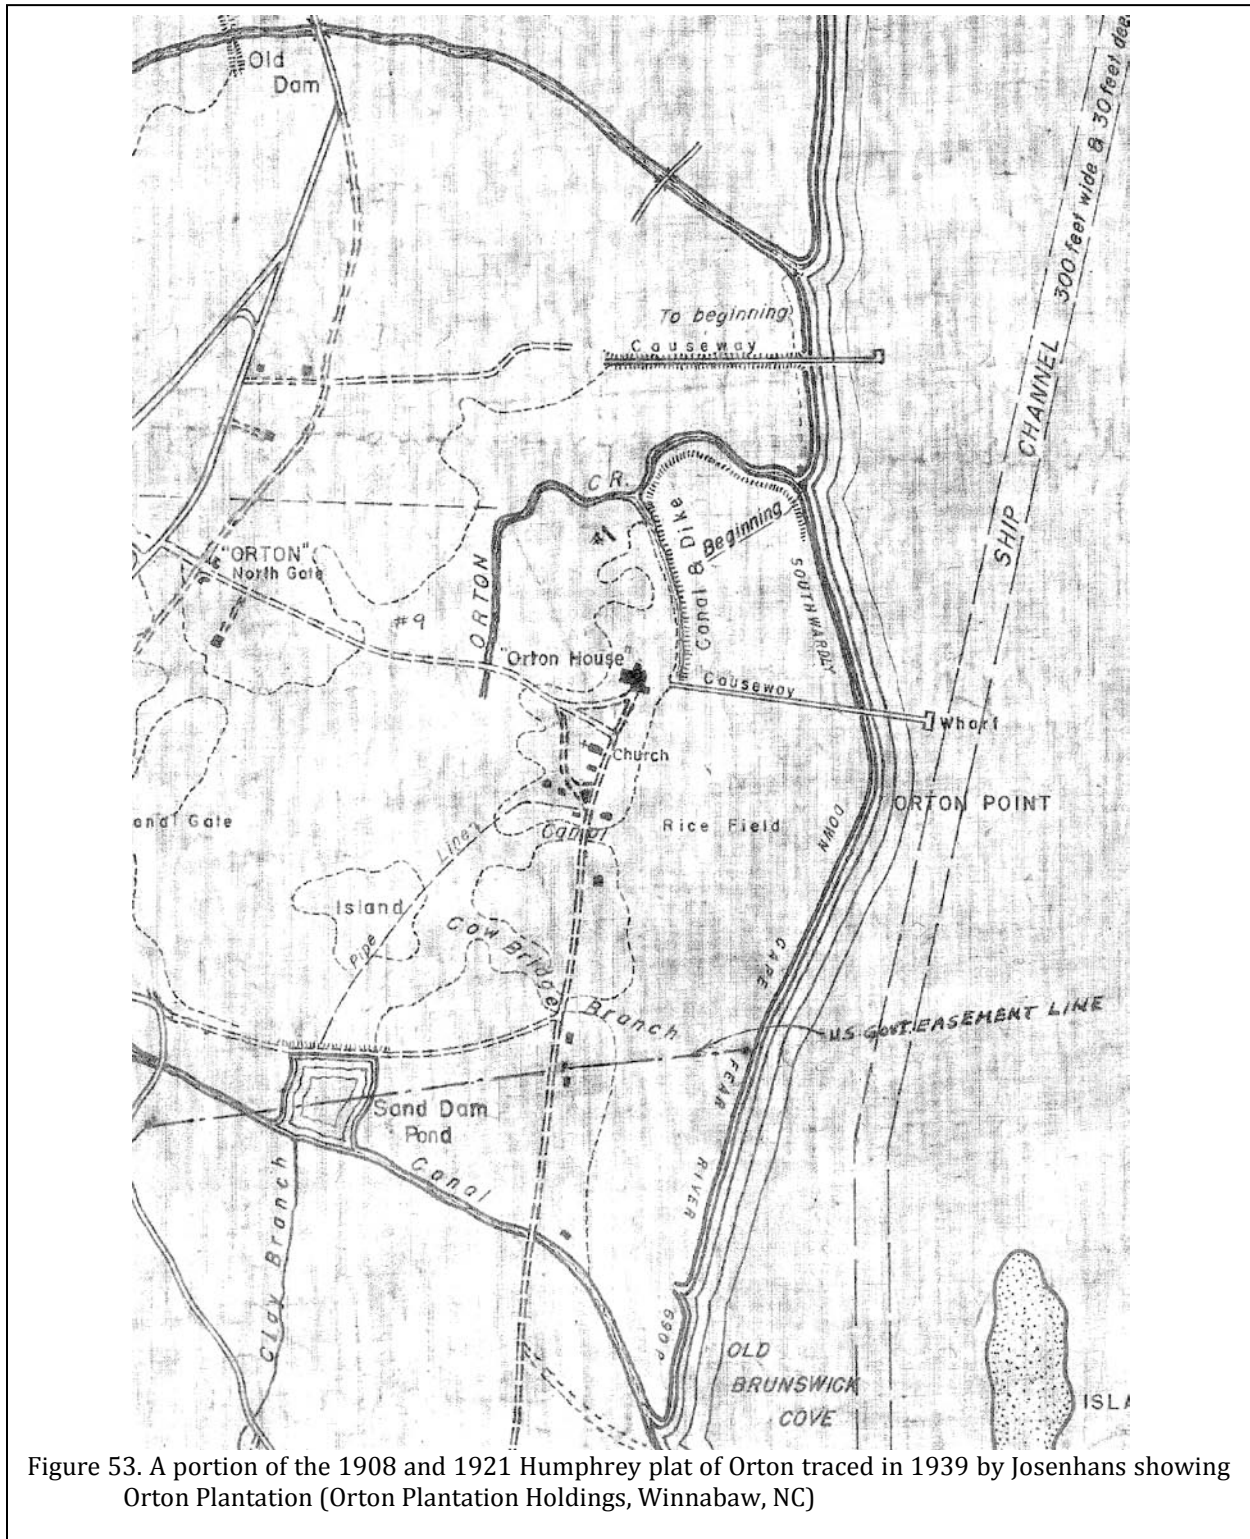 Old
Dam
300 feet wide & 30 feet dee
SHIP CHANNEL
To beginning
Causeway
ORTON CR.
#1
Canal & Dike
Beginning
"ORTON"
North Gate
#9
SOUTHWARDLY
"Orton House"
Causeway
Wharf
Church
ORTON POINT
anal Gate
Canal
Rice Field
DOWN
Pipe Line
Island
Cow Bridge Branch
CAPE
US GOVT. EASEMENT LINE
FEAR
Sand Dam
Pond
RIVER
Canal
Clay Branch
690P
OLD
BRUNSWICK
COVE
ISLA
Figure 53. A portion of the 1908 and 1921 Humphrey plat of Orton traced in 1939 by Josenhans showing
Orton Plantation (Orton Plantation Holdings, Winnabaw, NC)